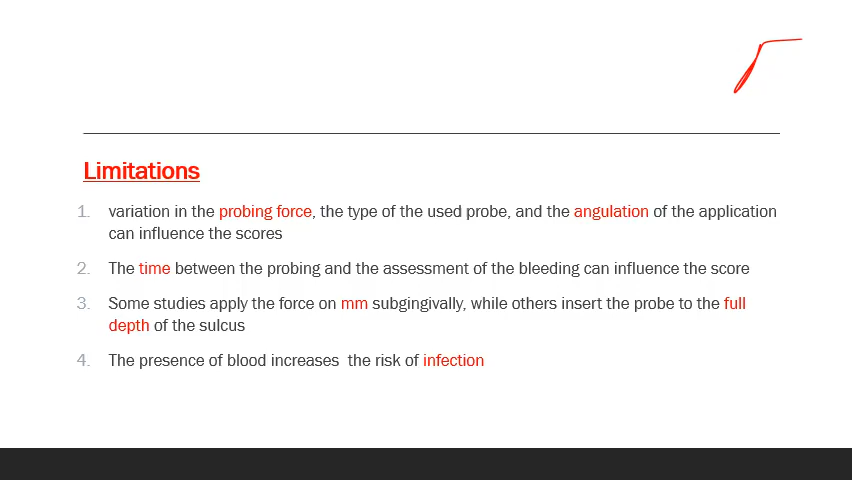 Limitations
1. variation in the probing force, the type of the used probe, and the angulation of the application
can influence the scores
2. The time between the probing and the assessment of the bleeding can influence the score
3. Some studies apply the force on mm subgingivally, while others insert the probe to the full
depth of the sulcus
4. The presence of blood increases  the risk of infection